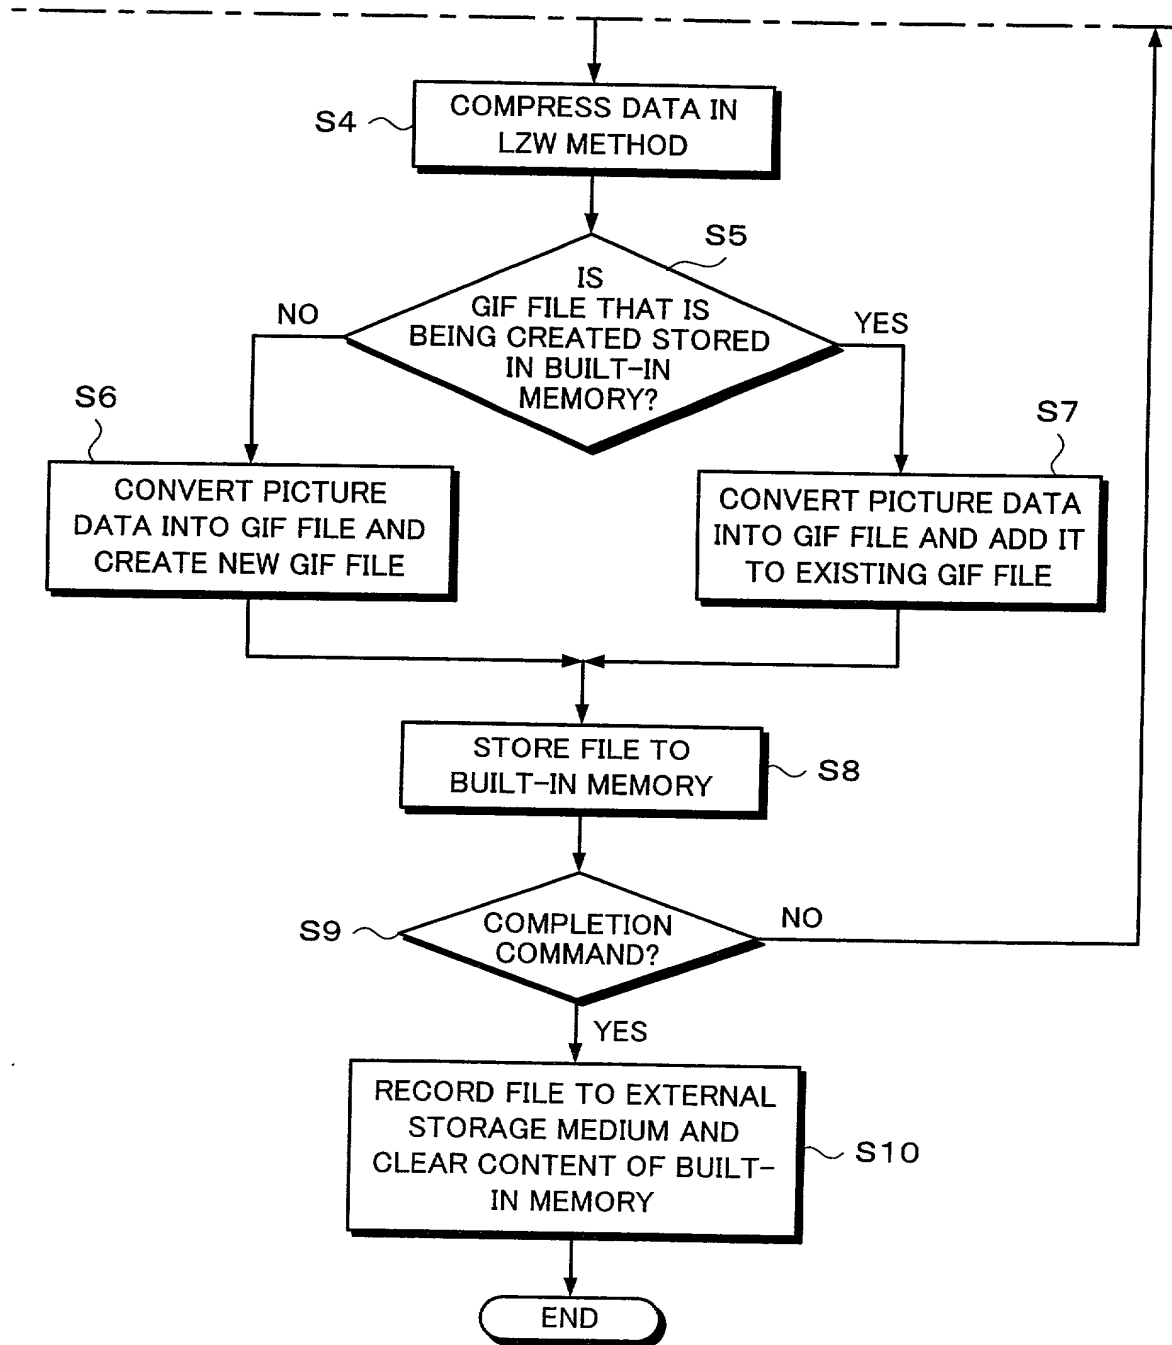 S4
COMPRESS DATA IN
LZW METHOD
S5
IS
GIF FILE THAT IS
BEING CREATED STORED
IN BUILT-IN
MEMORY?
NO
YES
S6
CONVERT PICTURE
DATA INTO GIF FILE AND
CREATE NEW GIF FILE
S7
CONVERT PICTURE DATA
INTO GIF FILE AND ADD IT
TO EXISTING GIF FILE
STORE FILE TO
BUILT-IN MEMORY
S8
S9
COMPLETION
COMMAND?
NO
YES
RECORD FILE TO EXTERNAL
STORAGE MEDIUM AND
CLEAR CONTENT OF BUILT-
IN MEMORY
S10
END